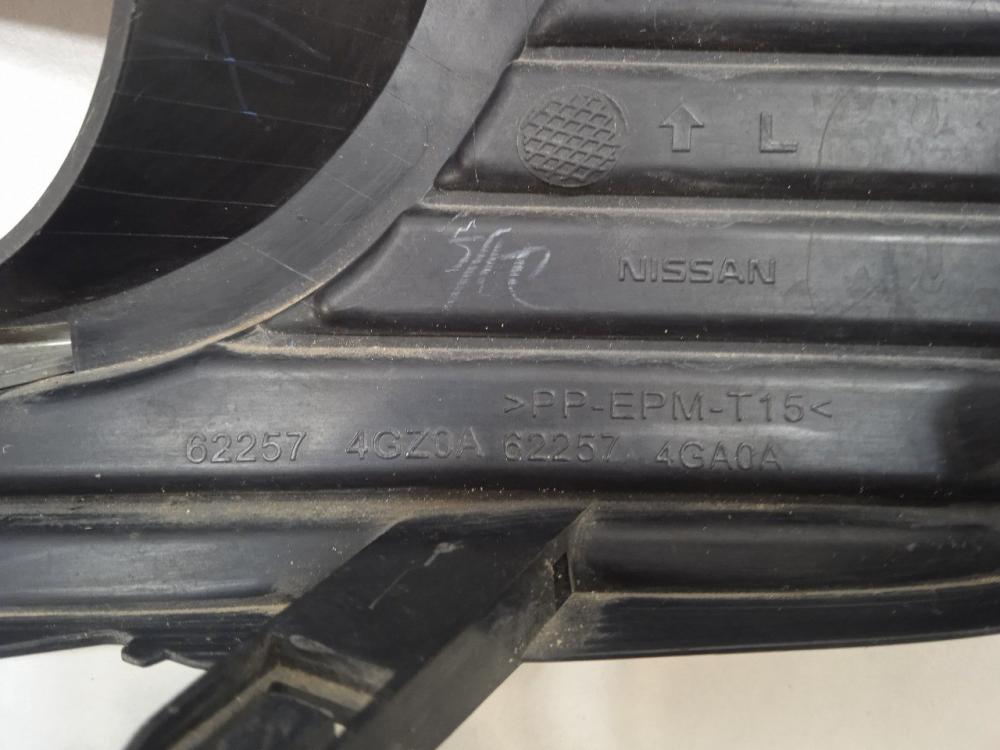 L
NISSAN
>PP-EPM-T15<
62257 4GZ0A 62257 4GA0A